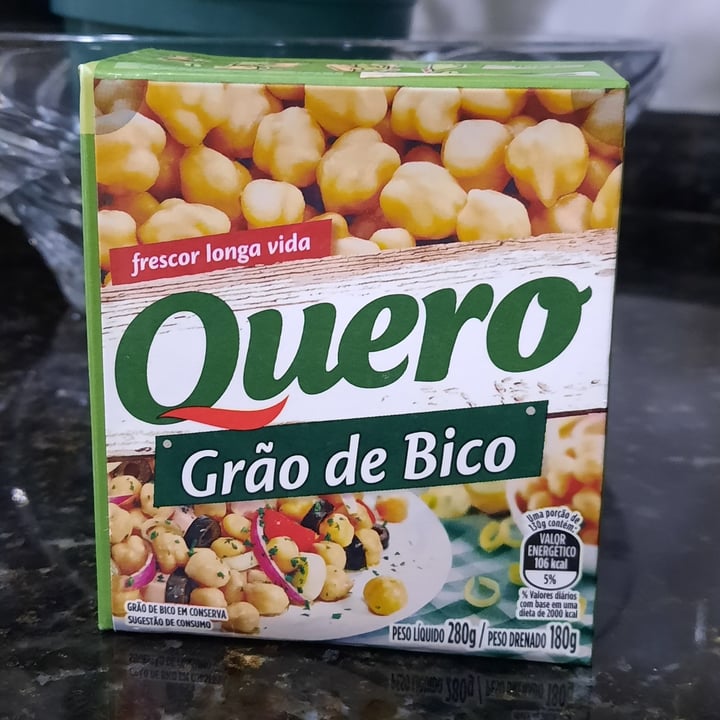 frescor longa vida
Quero
Grão de Bico
Uma porção de
130g contém:
VALOR
ENERGÉTICO
106 kcal
5%
% Valores diários
com base em uma
dieta de 2000 kcal
GRÃO DE BICO EM CONSERVA
SUGESTÃO DE CONSUMO
PESO LÍQUIDO 280g / PESO DRENADO 180g